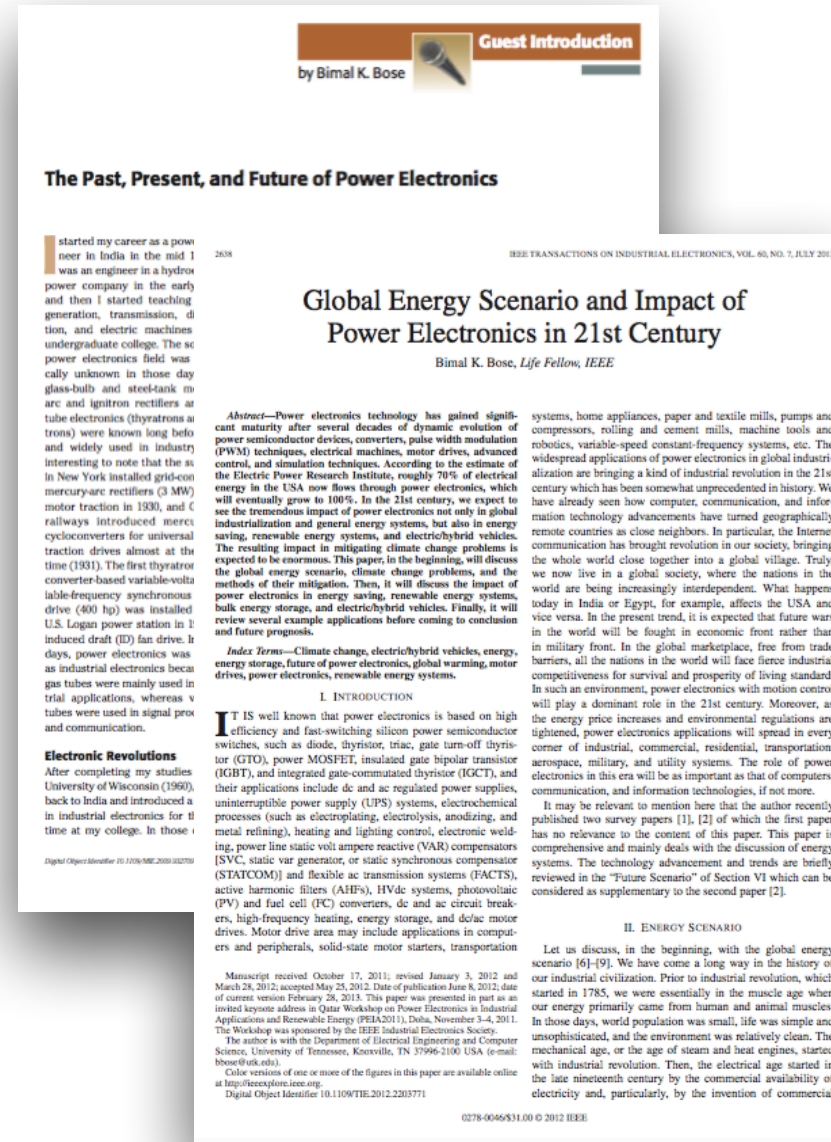 Guest Introduction
by Bimal K. Bose
The Past, Present, and Future of Power Electronics
I started my career as a pow
neer in India in the mid 1
was an engineer in a hydro
power company in the early
and then I started teaching
generation, transmission, di
tion, and electric machines
undergraduate college. The
power electronics field was
cally unknown in those day
glass-bulb and steel-tank m
arc and ignitron rectifiers
tube electronics (thyratrons
trons) were known long befo
and widely used in industry
interesting to note that the
in New York installed grid-con
mercury-arc rectifiers (3 MW)
motor traction in 1930, and
railways introduced mercu
cycloconverters for universal
traction drives almost at the
time (1931). The first thyratron
converter-based variable-volta
iable-frequency synchronous
drive (400 hp) was installed
U.S. Logan power station in
induced draft (ID) fan drive. In
days, power electronics was
as industrial electronics becau
gas tubes were mainly used in
trial applications, whereas v
tubes were used in signal proc
and communication.
Electronic Revolutions
After completing my studies
University of Wisconsin (1960),
back to India and introduced a
in industrial electronics for t
time at my college. In those
Digital Object Identifier 10.1109/MIE.2009.932709
2638
IEEE TRANSACTIONS ON INDUSTRIAL ELECTRONICS, VOL. 60, NO. 7, JULY 2013
Global Energy Scenario and Impact of
Power Electronics in 21st Century
Bimal K. Bose, Life Fellow, IEEE
Abstract—Power electronics technology has gained signifi-
cant maturity after several decades of dynamic evolution of
power semiconductor devices, converters, pulse width modulation
(PWM) techniques, electrical machines, motor drives, advanced
control, and simulation techniques. According to the estimate of
the Electric Power Research Institute, roughly 70% of electrical
energy in the USA now flows through power electronics, which
will eventually grow to 100%. In the 21st century, we expect to
see the tremendous impact of power electronics not only in global
industrialization and general energy systems, but also in energy
saving, renewable energy systems, and electric/hybrid vehicles.
The resulting impact in mitigating climate change problems is
expected to be enormous. This paper, in the beginning, will discuss
the global energy scenario, climate change problems, and the
methods of their mitigation. Then, it will discuss the impact of
power electronics in energy saving, renewable energy systems,
bulk energy storage, and electric/hybrid vehicles. Finally, it will
review several example applications before coming to conclusion
and future prognosis.
Index Terms—Climate change, electric/hybrid vehicles, energy,
energy storage, future of power electronics, global warming, motor
drives, power electronics, renewable energy systems.
I. INTRODUCTION
IT IS well known that power electronics is based on high
efficiency and fast-switching silicon power semiconductor
switches, such as diode, thyristor, triac, gate turn-off thyris-
tor (GTO), power MOSFET, insulated gate bipolar transistor
(IGBT), and integrated gate-commutated thyristor (IGCT), and
their applications include dc and ac regulated power supplies,
uninterruptible power supply (UPS) systems, electrochemical
processes (such as electroplating, electrolysis, anodizing, and
metal refining), heating and lighting control, electronic weld-
ing, power line static volt ampere reactive (VAR) compensators
[SVC, static var generator, or static synchronous compensator
(STATCOM)] and flexible ac transmission systems (FACTS),
active harmonic filters (AHFs), HVdc systems, photovoltaic
(PV) and fuel cell (FC) converters, dc and ac circuit break-
ers, high-frequency heating, energy storage, and dc/ac motor
drives. Motor drive area may include applications in comput-
ers and peripherals, solid-state motor starters, transportation
Manuscript received October 17, 2011; revised January 3, 2012 and
March 28, 2012; accepted May 25, 2012. Date of publication June 8, 2012; date
of current version February 28, 2013. This paper was presented in part as an
invited keynote address in Qatar Workshop on Power Electronics in Industrial
Applications and Renewable Energy (PEIA2011), Doha, November 3–4, 2011.
The Workshop was sponsored by the IEEE Industrial Electronics Society.
The author is with the Department of Electrical Engineering and Computer
Science, University of Tennessee, Knoxville, TN 37996-2100 USA (e-mail:
bbose@utk.edu).
Color versions of one or more of the figures in this paper are available online
at http://ieeexplore.ieee.org.
Digital Object Identifier 10.1109/TIE.2012.2203771
systems, home appliances, paper and textile mills, pumps and
compressors, rolling and cement mills, machine tools and
robotics, variable-speed constant-frequency systems, etc. The
widespread applications of power electronics in global industri-
alization are bringing a kind of industrial revolution in the 21st
century which has been somewhat unprecedented in history. We
have already seen how computer, communication, and infor-
mation technology advancements have turned geographically
remote countries as close neighbors. In particular, the Internet
communication has brought revolution in our society, bringing
the whole world close together into a global village. Truly,
we now live in a global society, where the nations in the
world are being increasingly interdependent. What happens
today in India or Egypt, for example, affects the USA and
vice versa. In the present trend, it is expected that future wars
in the world will be fought in economic front rather than
in military front. In the global marketplace, free from trade
barriers, all the nations in the world will face fierce industrial
competitiveness for survival and prosperity of living standard.
In such an environment, power electronics with motion control
will play a dominant role in the 21st century. Moreover, as
the energy price increases and environmental regulations are
tightened, power electronics applications will spread in every
corner of industrial, commercial, residential, transportation,
aerospace, military, and utility systems. The role of power
electronics in this era will be as important as that of computers,
communication, and information technologies, if not more.
It may be relevant to mention here that the author recently
published two survey papers [1], [2] of which the first paper
has no relevance to the content of this paper. This paper is
comprehensive and mainly deals with the discussion of energy
systems. The technology advancement and trends are briefly
reviewed in the "Future Scenario" of Section VI which can be
considered as supplementary to the second paper [2].
II. ENERGY SCENARIO
Let us discuss, in the beginning, with the global energy
scenario [6]–[9]. We have come a long way in the history of
our industrial civilization. Prior to industrial revolution, which
started in 1785, we were essentially in the muscle age when
our energy primarily came from human and animal muscles.
In those days, world population was small, life was simple and
unsophisticated, and the environment was relatively clean. The
mechanical age, or the age of steam and heat engines, started
with industrial revolution. Then, the electrical age started in
the late nineteenth century by the commercial availability of
electricity and, particularly, by the invention of commercial
0278-0046/$31.00 © 2012 IEEE